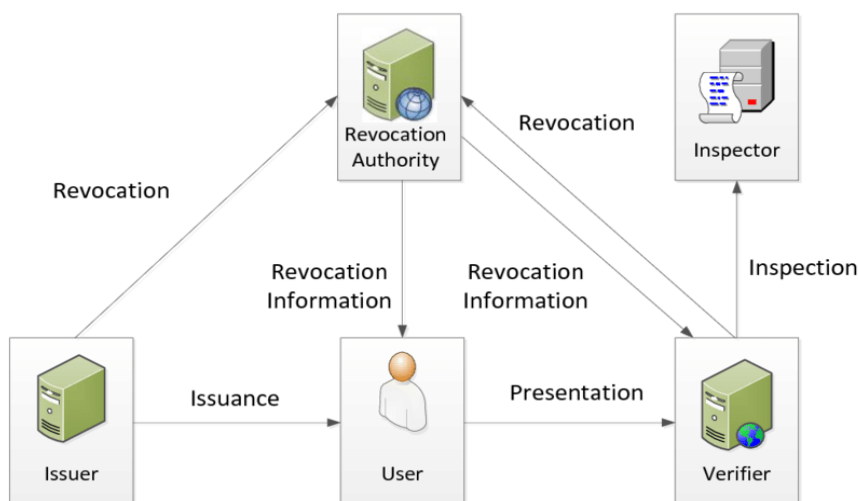 Revocation
Authority
Inspector
Revocation
Revocation
Revocation
Information
Revocation
Information
Inspection
Issuance
Presentation
Issuer
User
Verifier